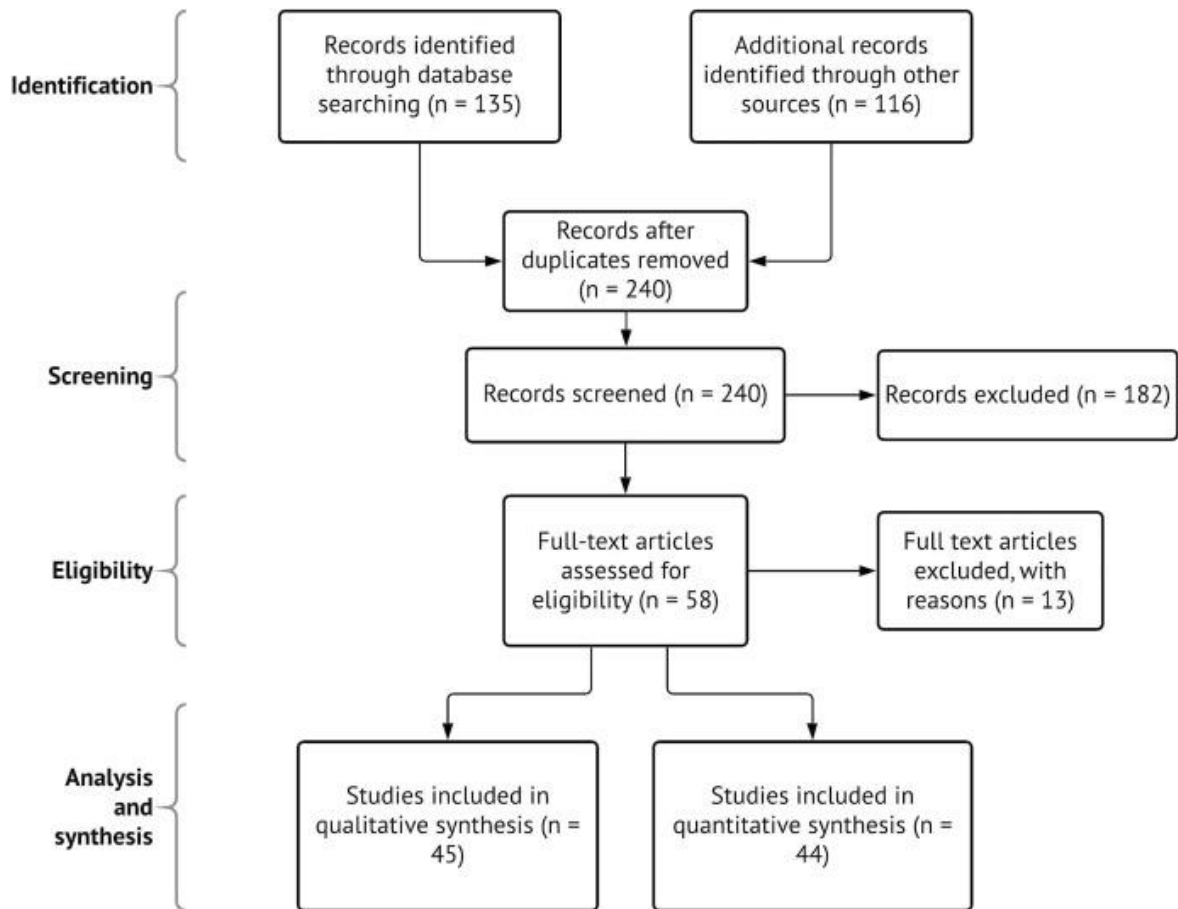 Identification
Records identified
through database
searching (n = 135)
Additional records
identified through other
sources (n = 116)
Records after
duplicates removed
(n = 240)
Screening
Records screened (n = 240)
Records excluded (n = 182)
Eligibility
Full-text articles
assessed for
eligibility (n = 58)
Full text articles
excluded, with
reasons (n = 13)
Analysis
and
synthesis
Studies included in
qualitative synthesis (n =
45)
Studies included in
quantitative synthesis (n =
44)